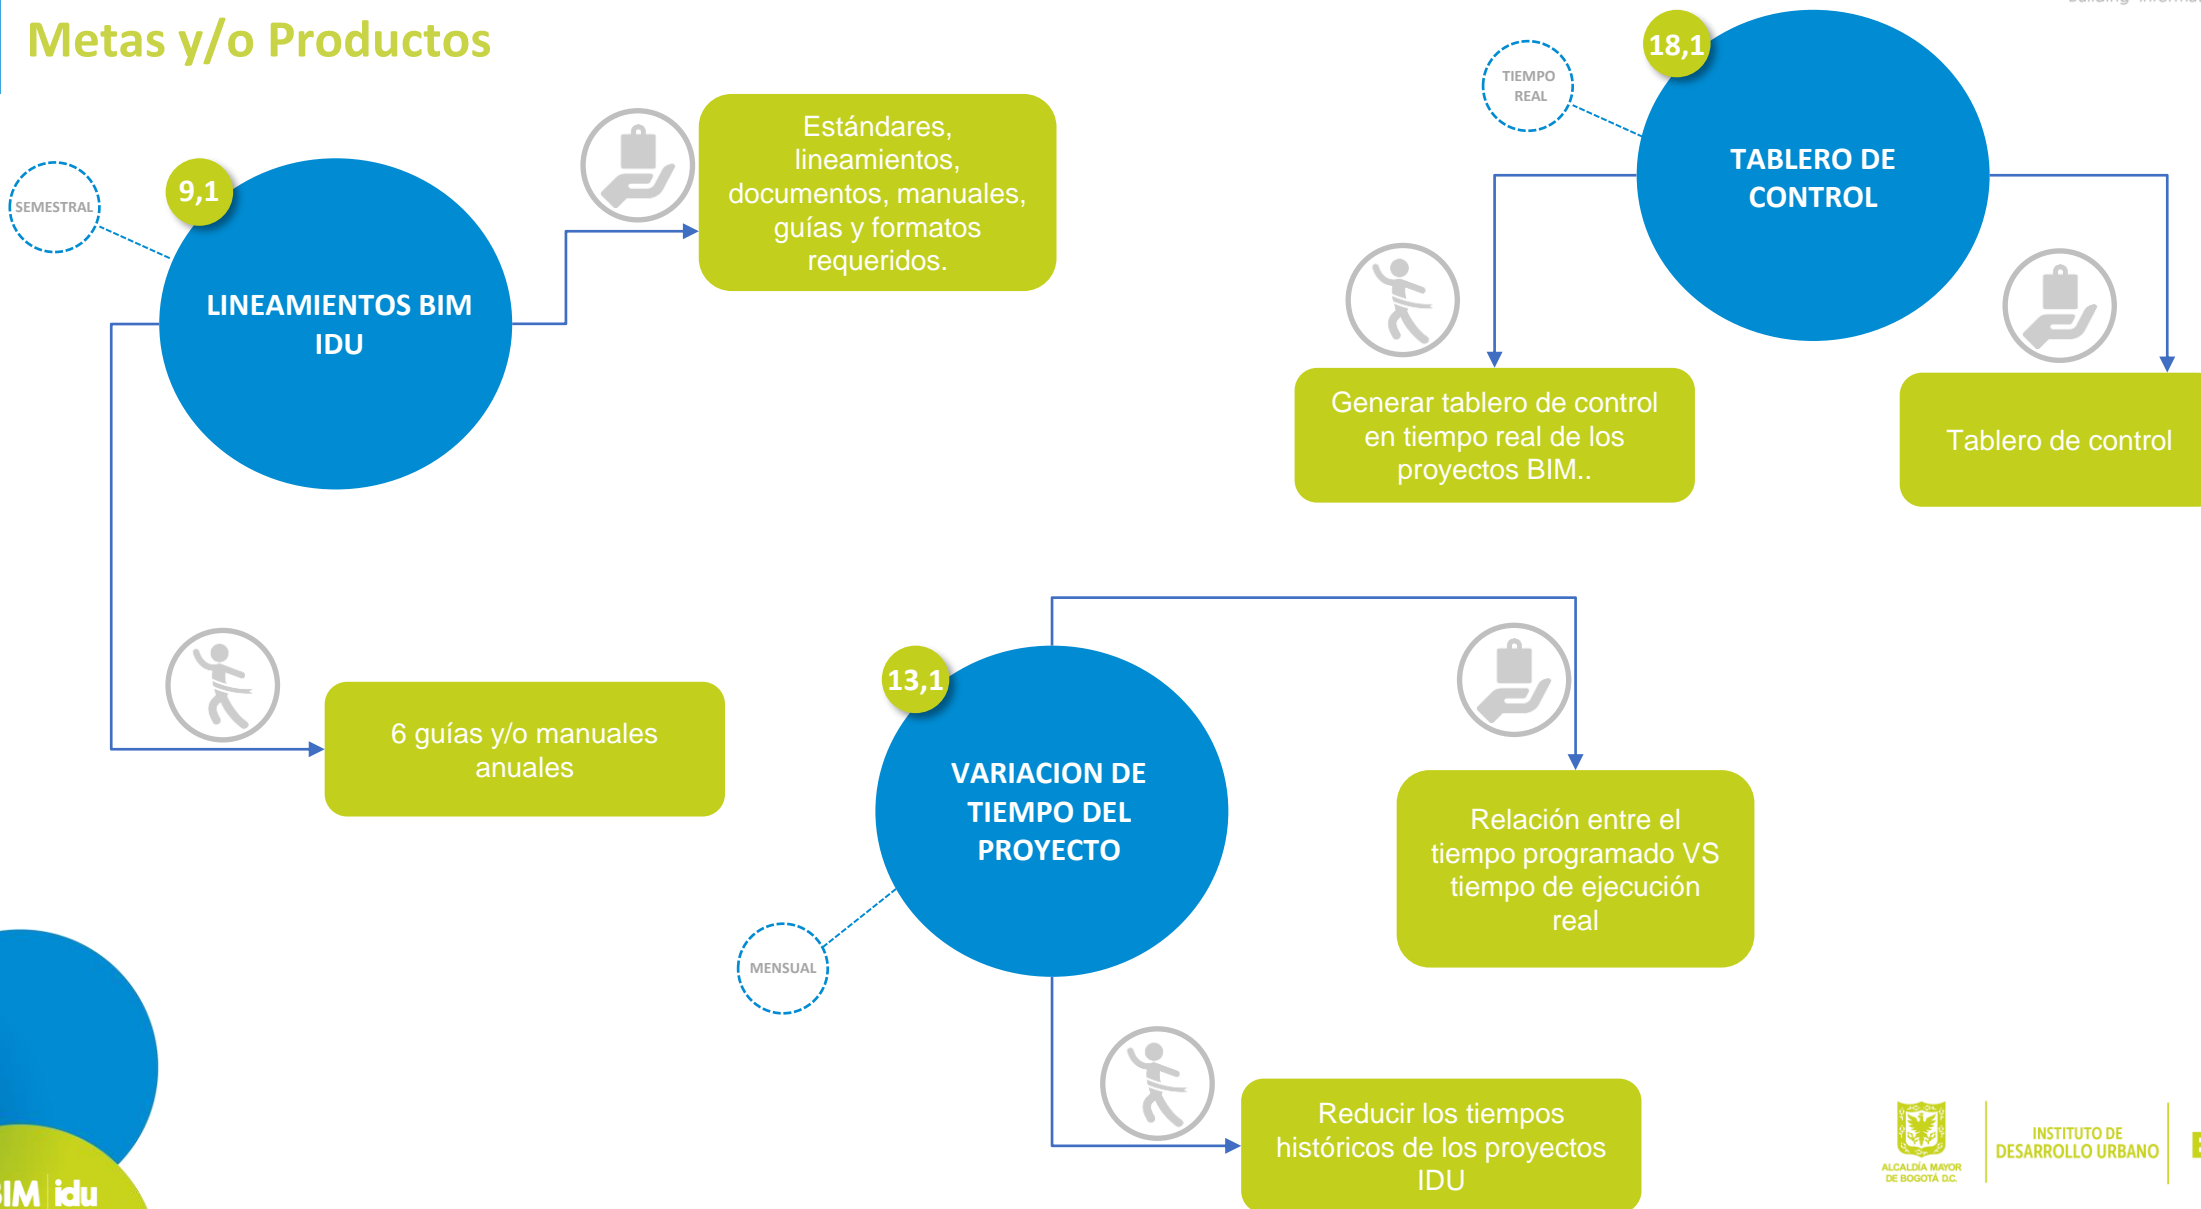 Metas y/o Productos
SEMESTRAL
9,1
LINEAMIENTOS BIM
IDU
Estándares,
lineamientos,
documentos, manuales,
guías y formatos
requeridos.
6 guías y/o manuales
anuales
TIEMPO
REAL
18,1
TABLERO DE
CONTROL
Generar tablero de control
en tiempo real de los
proyectos BIM..
Tablero de control
13,1
VARIACION DE
TIEMPO DEL
PROYECTO
MENSUAL
Relación entre el
tiempo programado VS
tiempo de ejecución
real
Reducir los tiempos
históricos de los proyectos
IDU
idu
ALCALDÍA MAYOR
DE BOGOTÁ D.C.
INSTITUTO DE
DESARROLLO URBANO